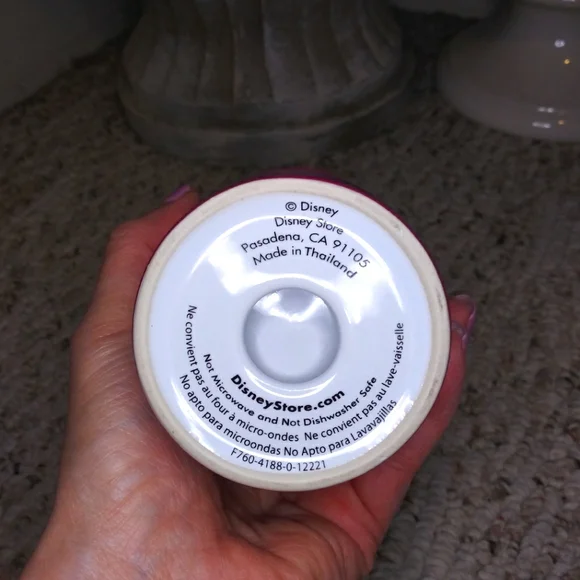 © Disney
Disney Store
Pasadena, CA 91105
Made in Thailand
DisneyStore.com
Not Microwave and Not Dishwasher Safe
Ne convient pas au four à micro-ondes Ne convient pas au lave-vaisselle
No apto para microondas No Apto para Lavavajillas
F760-4188-0-12221